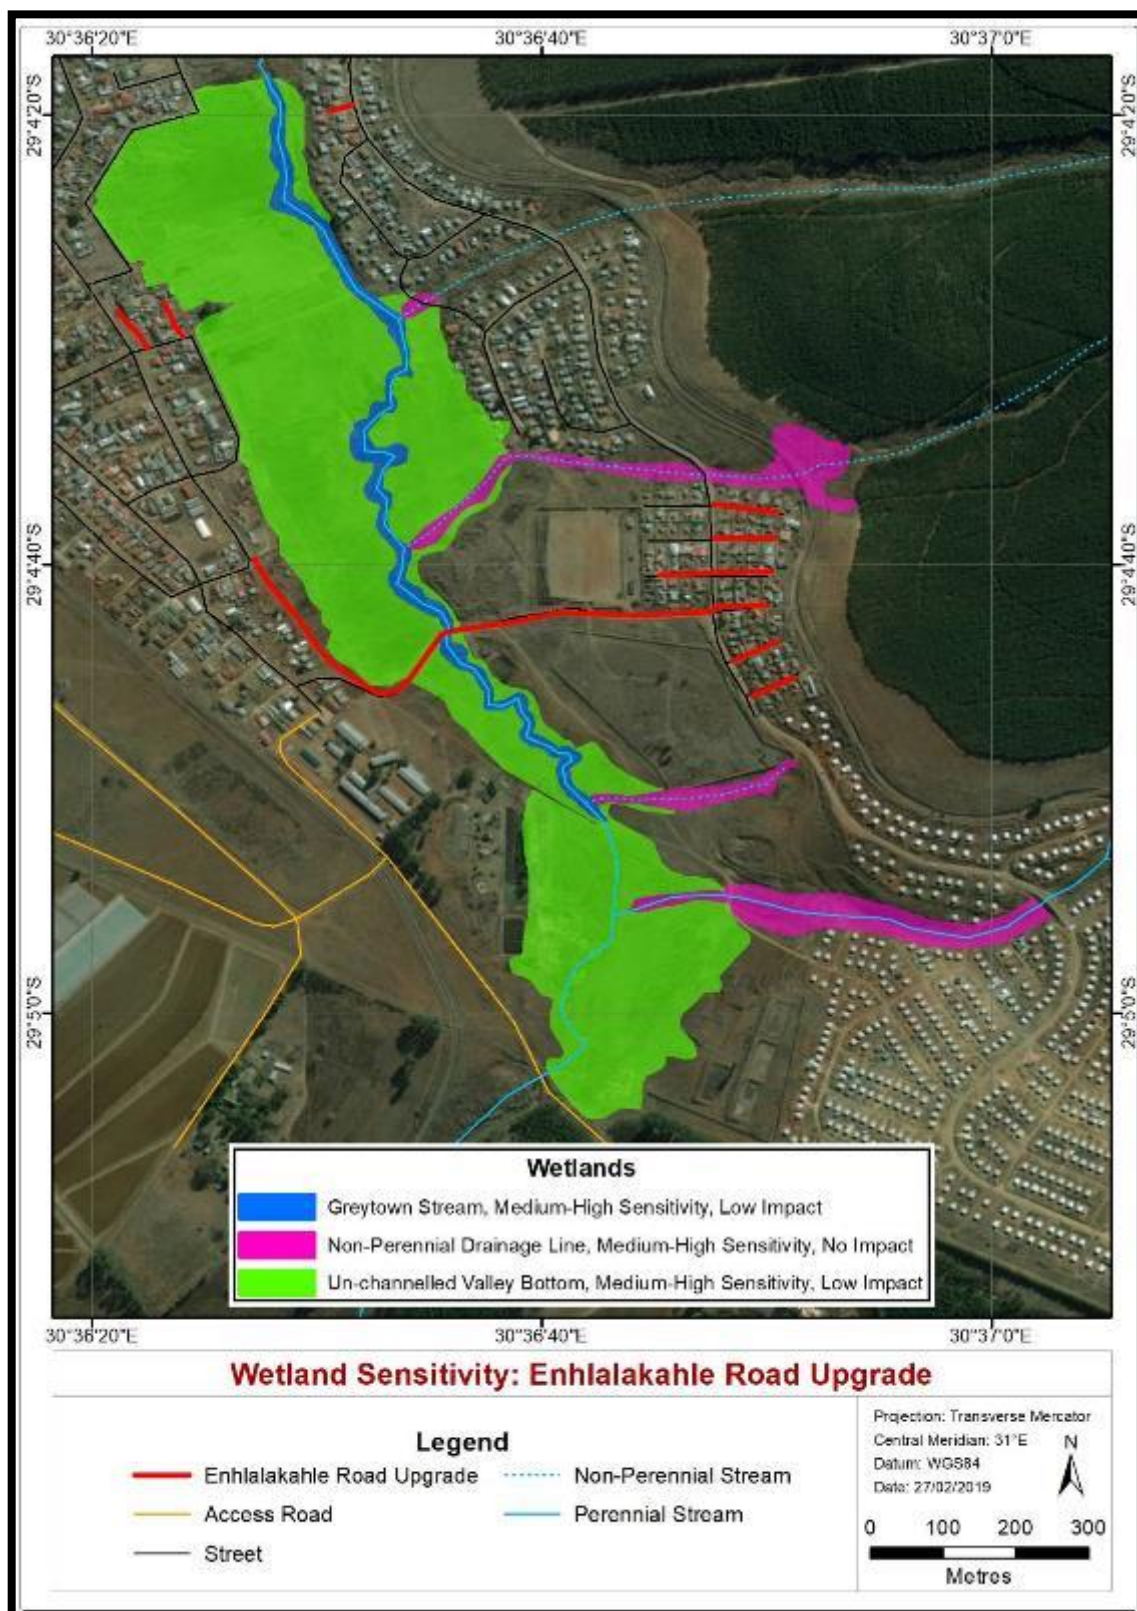 30°36'20"E
30°36'40"E
30°37'0"E
29°4'20"S
29°4'20"S
29°4'40"S
29°4'40"S
29°5'0"S
29°5'0"S
Wetlands
Greytown Stream, Medium-High Sensitivity, Low Impact
Non-Perennial Drainage Line, Medium-High Sensitivity, No Impact
Un-channelled Valley Bottom, Medium-High Sensitivity, Low Impact
30°36'20"E
30°36'40"E
30°37'0"E
Wetland Sensitivity: Enhlalakahle Road Upgrade
Legend
Enhlalakahle Road Upgrade
Non-Perennial Stream
Access Road
Perennial Stream
Street
Projection: Transverse Mercator
Central Meridian: 31°E
Datum: WGS84
Date: 27/02/2019
N
0 100 200 300
Metres